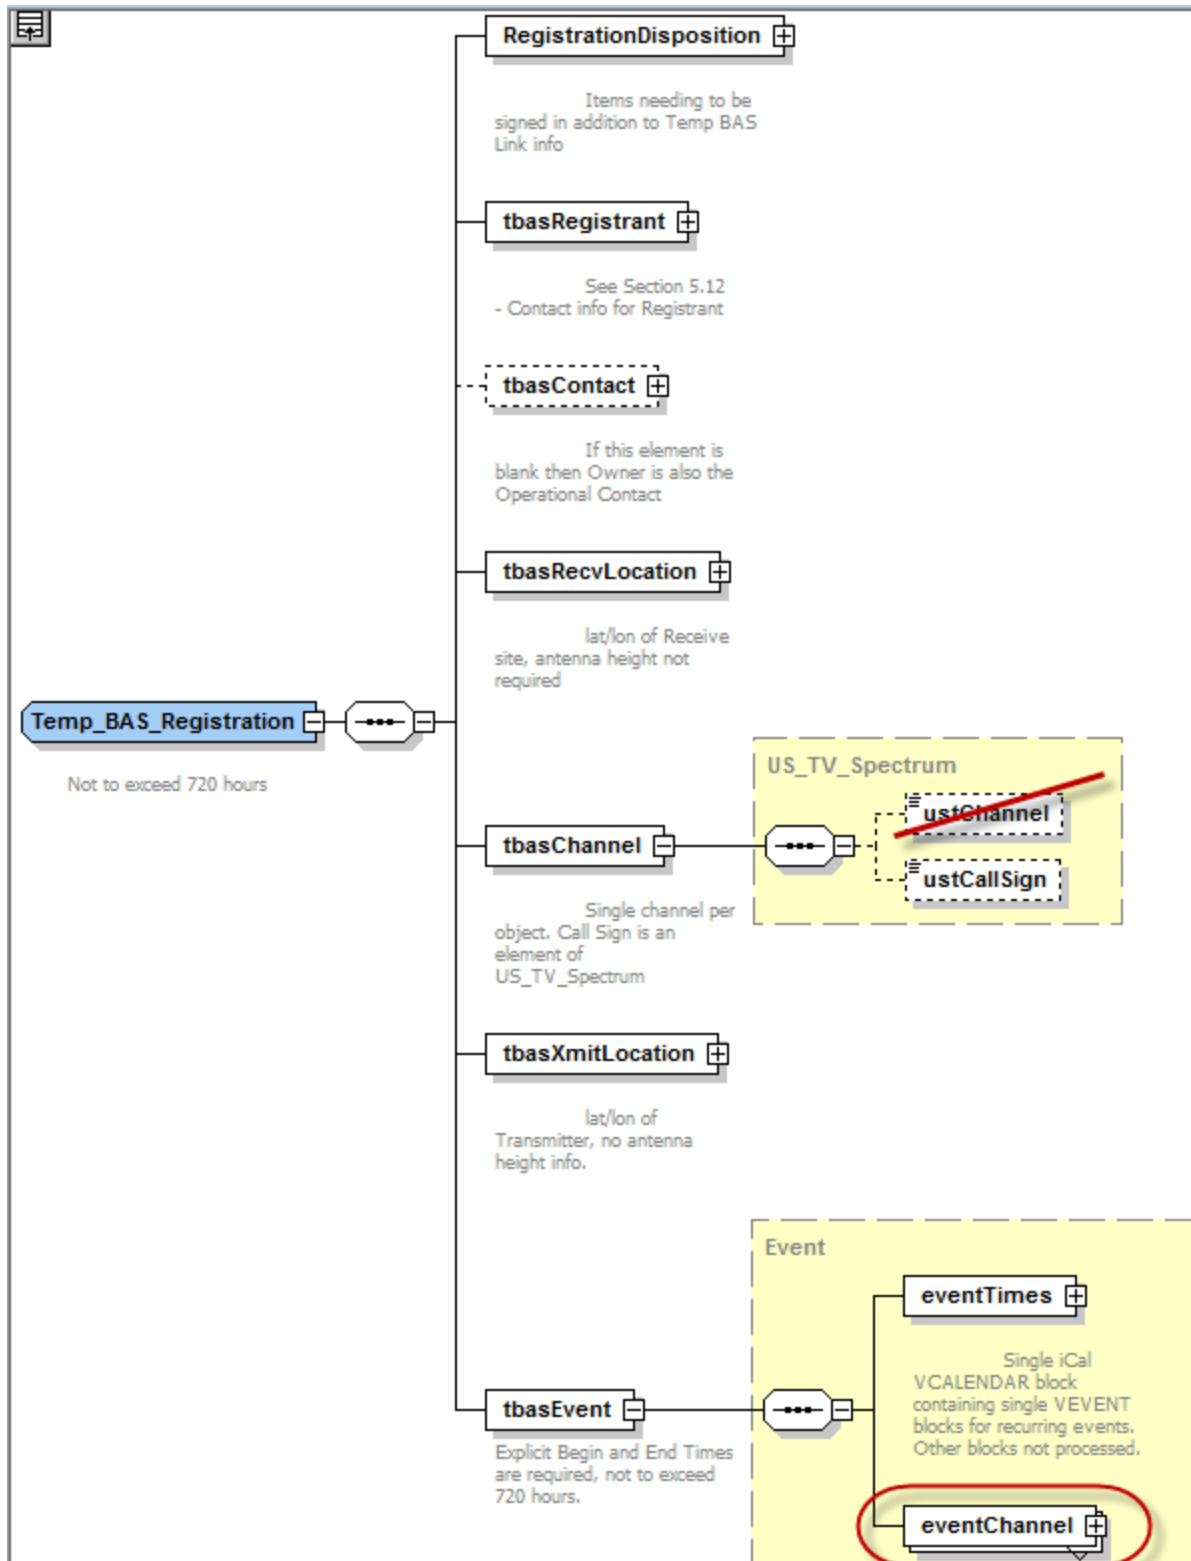 RegistrationDisposition
Items needing to be
signed in addition to Temp BAS
Link info
tbasRegistrant
See Section 5.12
- Contact info for Registrant
tbasContact
If this element is
blank then Owner is also the
Operational Contact
tbasRecvLocation
lat/lon of Receive
site, antenna height not
required
Temp_BAS_Registration
Not to exceed 720 hours
US_TV_Spectrum
ustChannel
tbasChannel
ustCallSign
Single channel per
object. Call Sign is an
element of
US_TV_Spectrum
tbasXmitLocation
lat/lon of
Transmitter, no antenna
height info.
Event
eventTimes
Single iCal
VCALENDAR block
containing single VEVENT
blocks for recurring events.
Other blocks not processed.
tbasEvent
Explicit Begin and End Times
are required, not to exceed
720 hours.
eventChannel